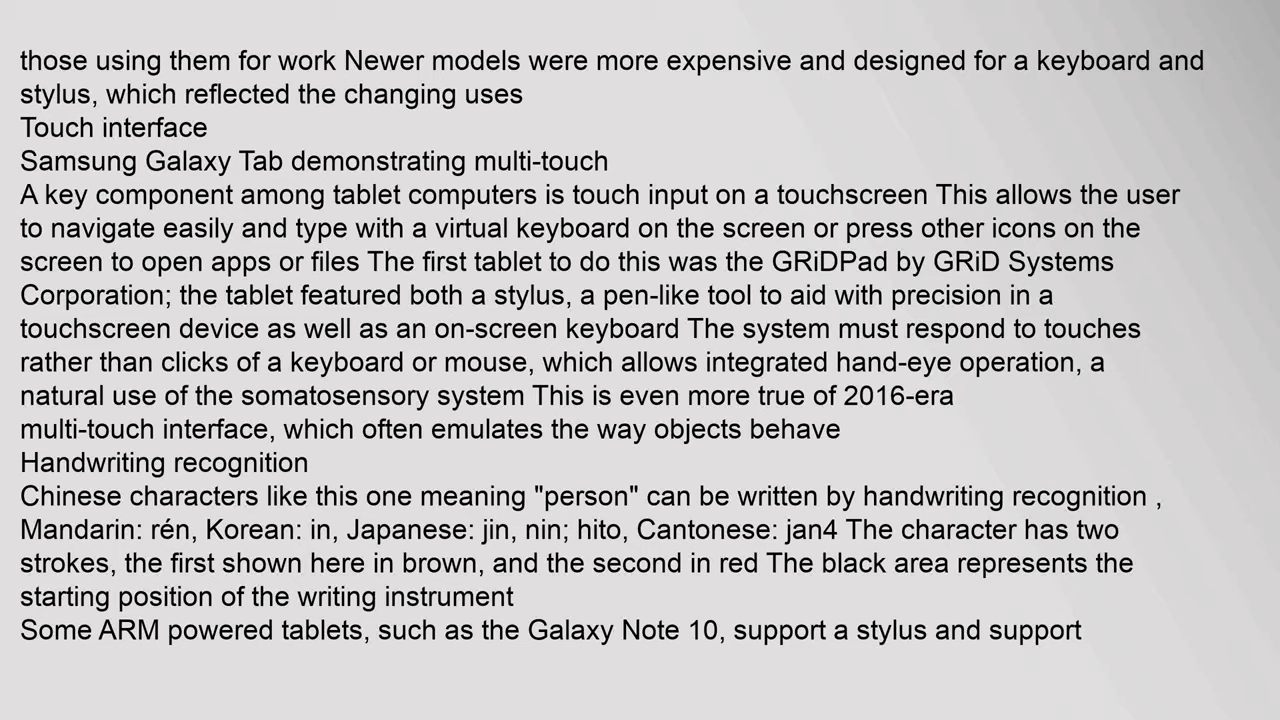 those using them for work Newer models were more expensive and designed for a keyboard and
stylus, which reflected the changing uses
Touch interface
Samsung Galaxy Tab demonstrating multi-touch
A key component among tablet computers is touch input on a touchscreen This allows the user
to navigate easily and type with a virtual keyboard on the screen or press other icons on the
screen to open apps or files The first tablet to do this was the GRiDPad by GRiD Systems
Corporation; the tablet featured both a stylus, a pen-like tool to aid with precision in a
touchscreen device as well as an on-screen keyboard The system must respond to touches
rather than clicks of a keyboard or mouse, which allows integrated hand-eye operation, a
natural use of the somatosensory system This is even more true of 2016-era
multi-touch interface, which often emulates the way objects behave
Handwriting recognition
Chinese characters like this one meaning "person" can be written by handwriting recognition ,
Mandarin: rén, Korean: in, Japanese: jin, nin; hito, Cantonese: jan4 The character has two
strokes, the first shown here in brown, and the second in red The black area represents the
starting position of the writing instrument
Some ARM powered tablets, such as the Galaxy Note 10, support a stylus and support